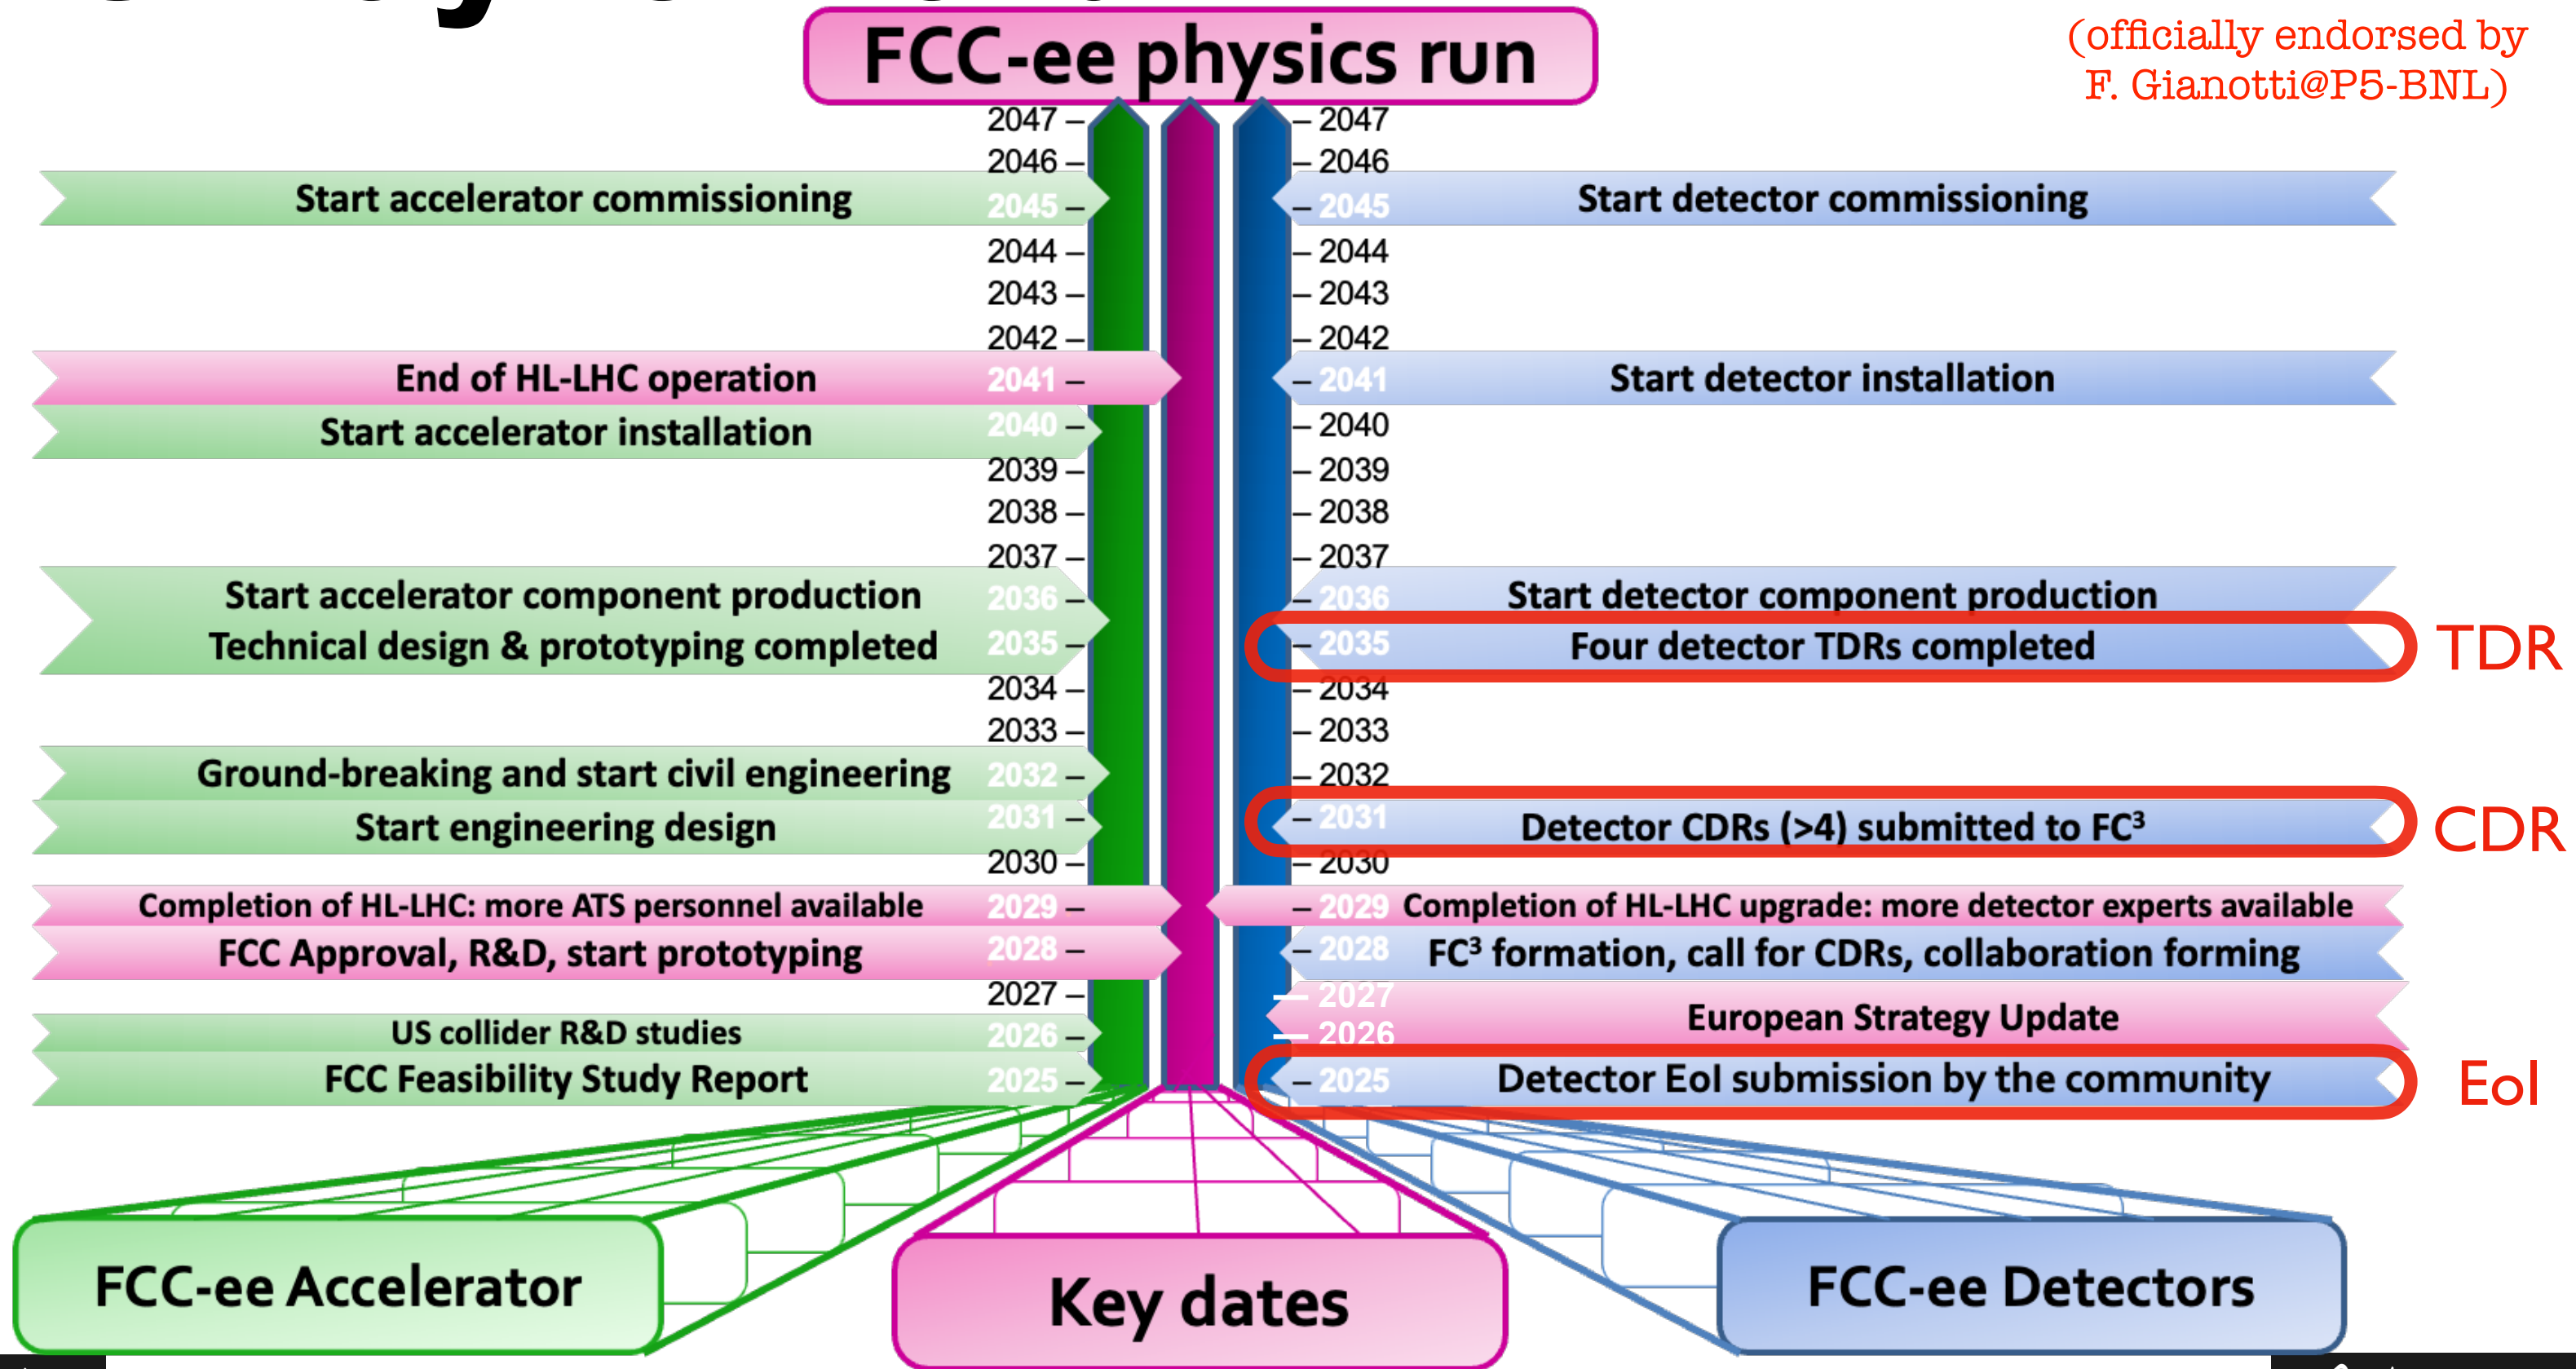 FCC-ee physics run
(officially endorsed by
F. Gianotti@P5-BNL)
2047 – – 2047
2046 – – 2046
Start accelerator commissioning 2045 – – 2045 Start detector commissioning
2044 – – 2044
2043 – – 2043
2042 – – 2042
End of HL-LHC operation 2041 – – 2041 Start detector installation
Start accelerator installation 2040 – – 2040
2039 – – 2039
2038 – – 2038
2037 – – 2037
Start accelerator component production 2036 – – 2036 Start detector component production
Technical design & prototyping completed 2035 – – 2035 Four detector TDRs completed TDR
2034 – – 2034
2033 – – 2033
Ground-breaking and start civil engineering 2032 – – 2032
Start engineering design 2031 – – 2031 Detector CDRs (>4) submitted to FC³ CDR
2030 – – 2030
Completion of HL-LHC: more ATS personnel available 2029 – – 2029 Completion of HL-LHC upgrade: more detector experts available
FCC Approval, R&D, start prototyping 2028 – – 2028 FC³ formation, call for CDRs, collaboration forming
2027 – — 2027
European Strategy Update
US collider R&D studies 2026 – — 2026
FCC Feasibility Study Report 2025 – – 2025 Detector EoI submission by the community EoI
FCC-ee Accelerator
Key dates
FCC-ee Detectors